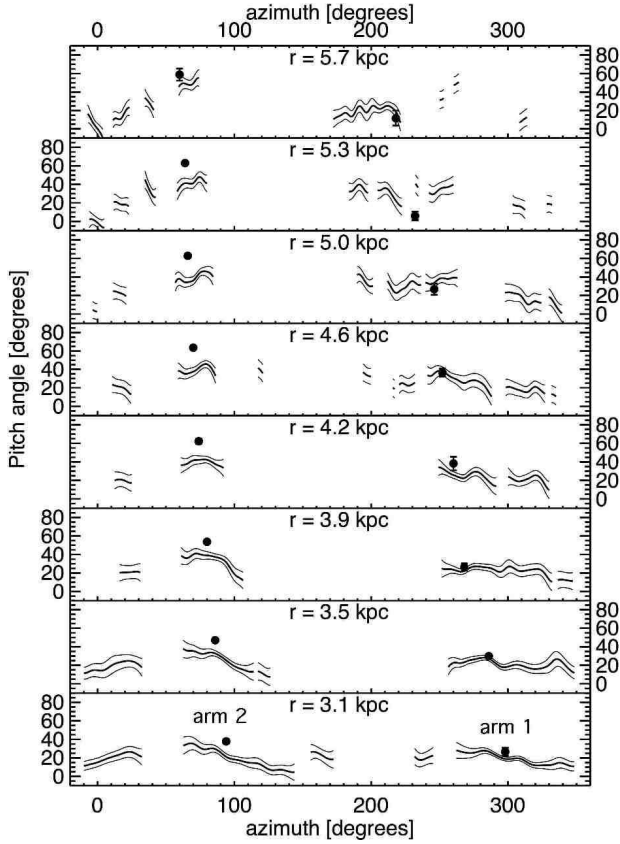 azimuth [degrees]
0 100 200 300
r = 5.7 kpc
80
60
40
20
0
r = 5.3 kpc
80
60
40
20
0
r = 5.0 kpc
80
60
40
20
0
r = 4.6 kpc
80
60
40
20
0
r = 4.2 kpc
80
60
40
20
0
r = 3.9 kpc
80
60
40
20
0
r = 3.5 kpc
80
60
40
20
0
r = 3.1 kpc
80
60
40
20
0
arm 2
arm 1
Pitch angle [degrees]
0 100 200 300
azimuth [degrees]